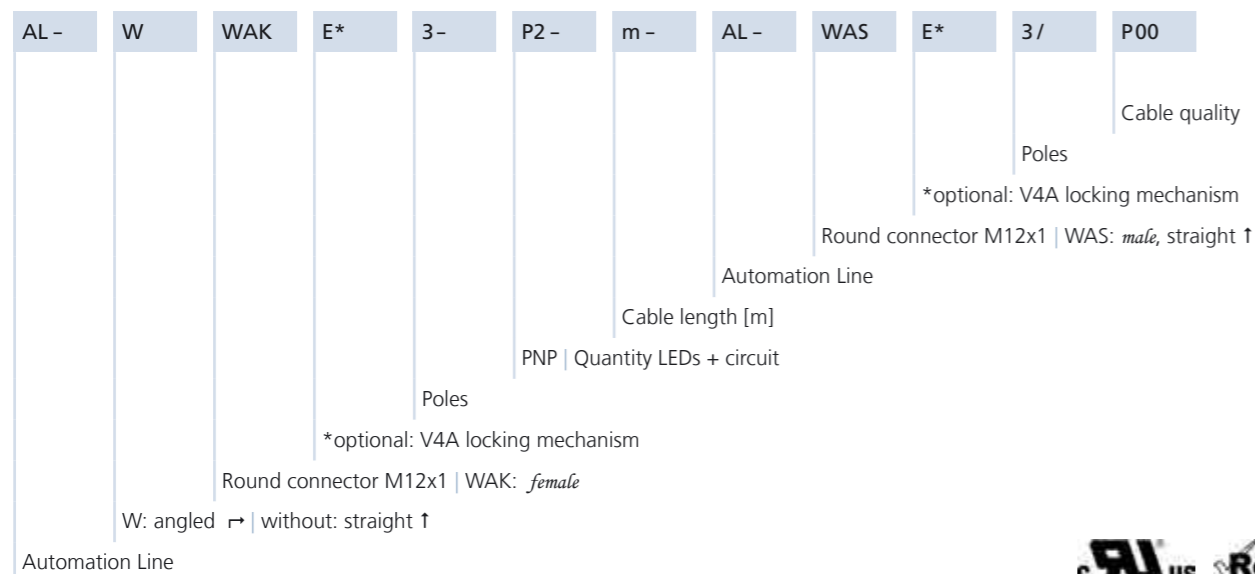 AL – W WAK E* 3 – P2 – m – AL – WAS E* 3 / P00
Cable quality
Poles
*optional: V4A locking mechanism
Round connector M12x1 | WAS: male, straight ↑
Automation Line
Cable length [m]
PNP | Quantity LEDs + circuit
Poles
*optional: V4A locking mechanism
Round connector M12x1 | WAK: female
W: angled ↱ | without: straight ↑
Automation Line
c US